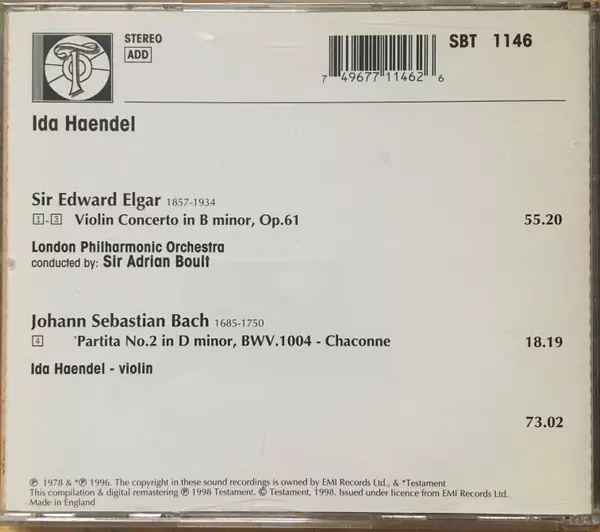 STEREO
ADD
SBT 1146
7 49677 11462 6
Ida Haendel
Sir Edward Elgar 1857-1934
1-3 Violin Concerto in B minor, Op.61 55.20
London Philharmonic Orchestra
conducted by: Sir Adrian Boult
Johann Sebastian Bach 1685-1750
4 *Partita No.2 in D minor, BWV.1004 - Chaconne 18.19
Ida Haendel - violin
73.02
℗ 1978 & *℗ 1996. The copyright in these sound recordings is owned by EMI Records Ltd., & *Testament
This compilation & digital remastering ℗ 1998 Testament. © Testament, 1998. Issued under licence from EMI Records Ltd.
Made in England